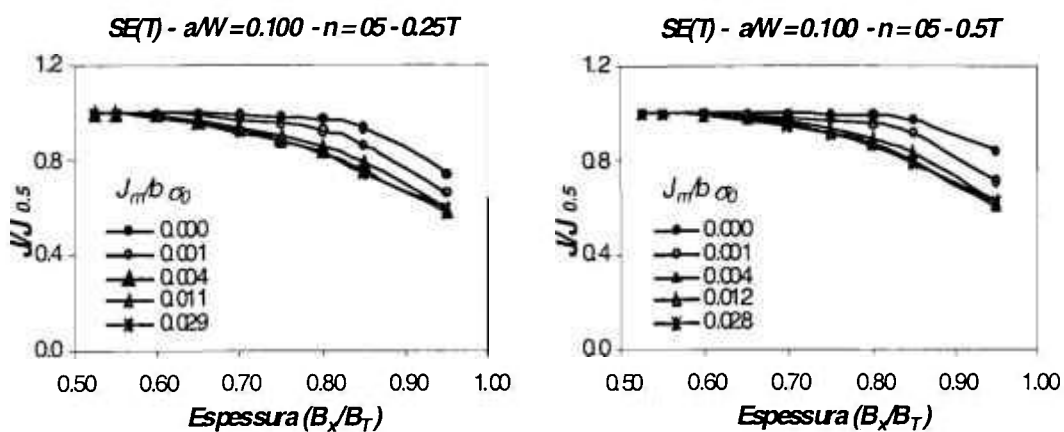 SE(T) - a/W = 0.100 - n = 05 - 0.25T
1.2
0.8
0.4
0.0
J/J 0.5
J_m/b σ0
0.000
0.001
0.004
0.011
0.029
0.50 0.60 0.70 0.80 0.90 1.00
Espessura (B_x/B_T)
SE(T) - a/W = 0.100 - n = 05 - 0.5T
1.2
0.8
0.4
0.0
J/J 0.5
J_m/b σ0
0.000
0.001
0.004
0.012
0.028
0.50 0.60 0.70 0.80 0.90 1.00
Espessura (B_x/B_T)